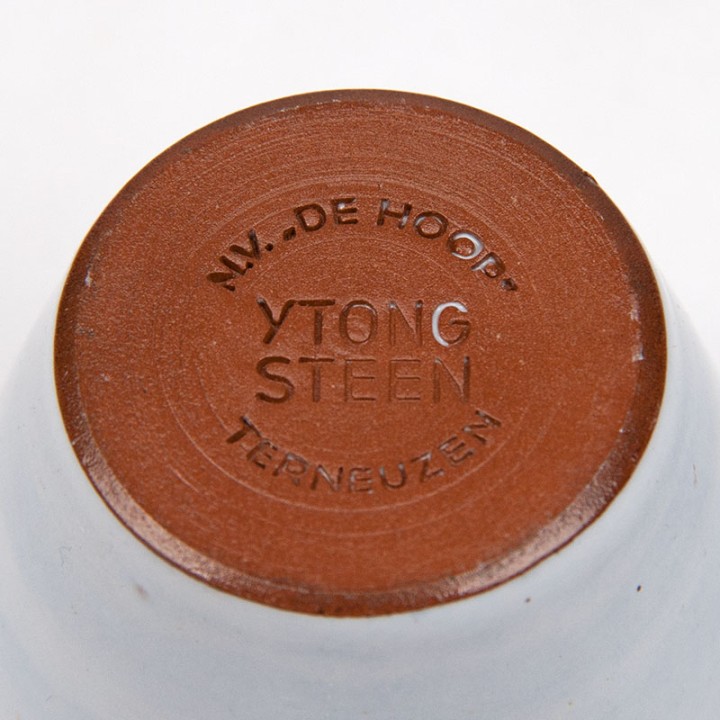 N.V. „DE HOOP”
YTONG
STEEN
TERNEUZEN